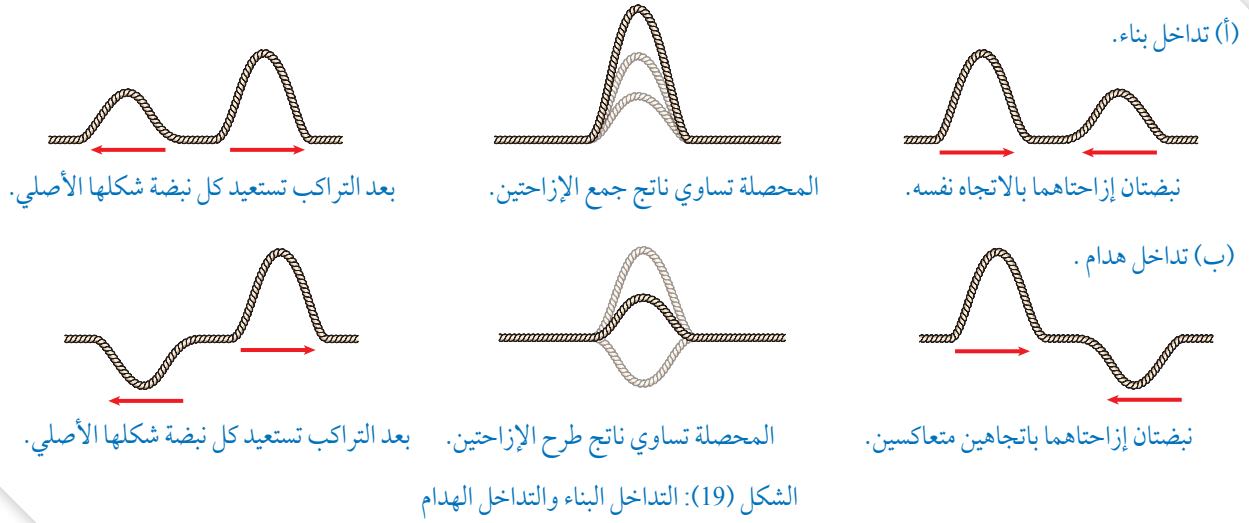 (أ) تداخل بناء.
نبضتان إزاحتاهما بالاتجاه نفسه.
المحصلة تساوي ناتج جمع الإزاحتين.
بعد التراكب تستعيد كل نبضة شكلها الأصلي.
(ب) تداخل هدام .
نبضتان إزاحتاهما باتجاهين متعاكسين.
المحصلة تساوي ناتج طرح الإزاحتين.
بعد التراكب تستعيد كل نبضة شكلها الأصلي.
الشكل (19): التداخل البناء والتداخل الهدام